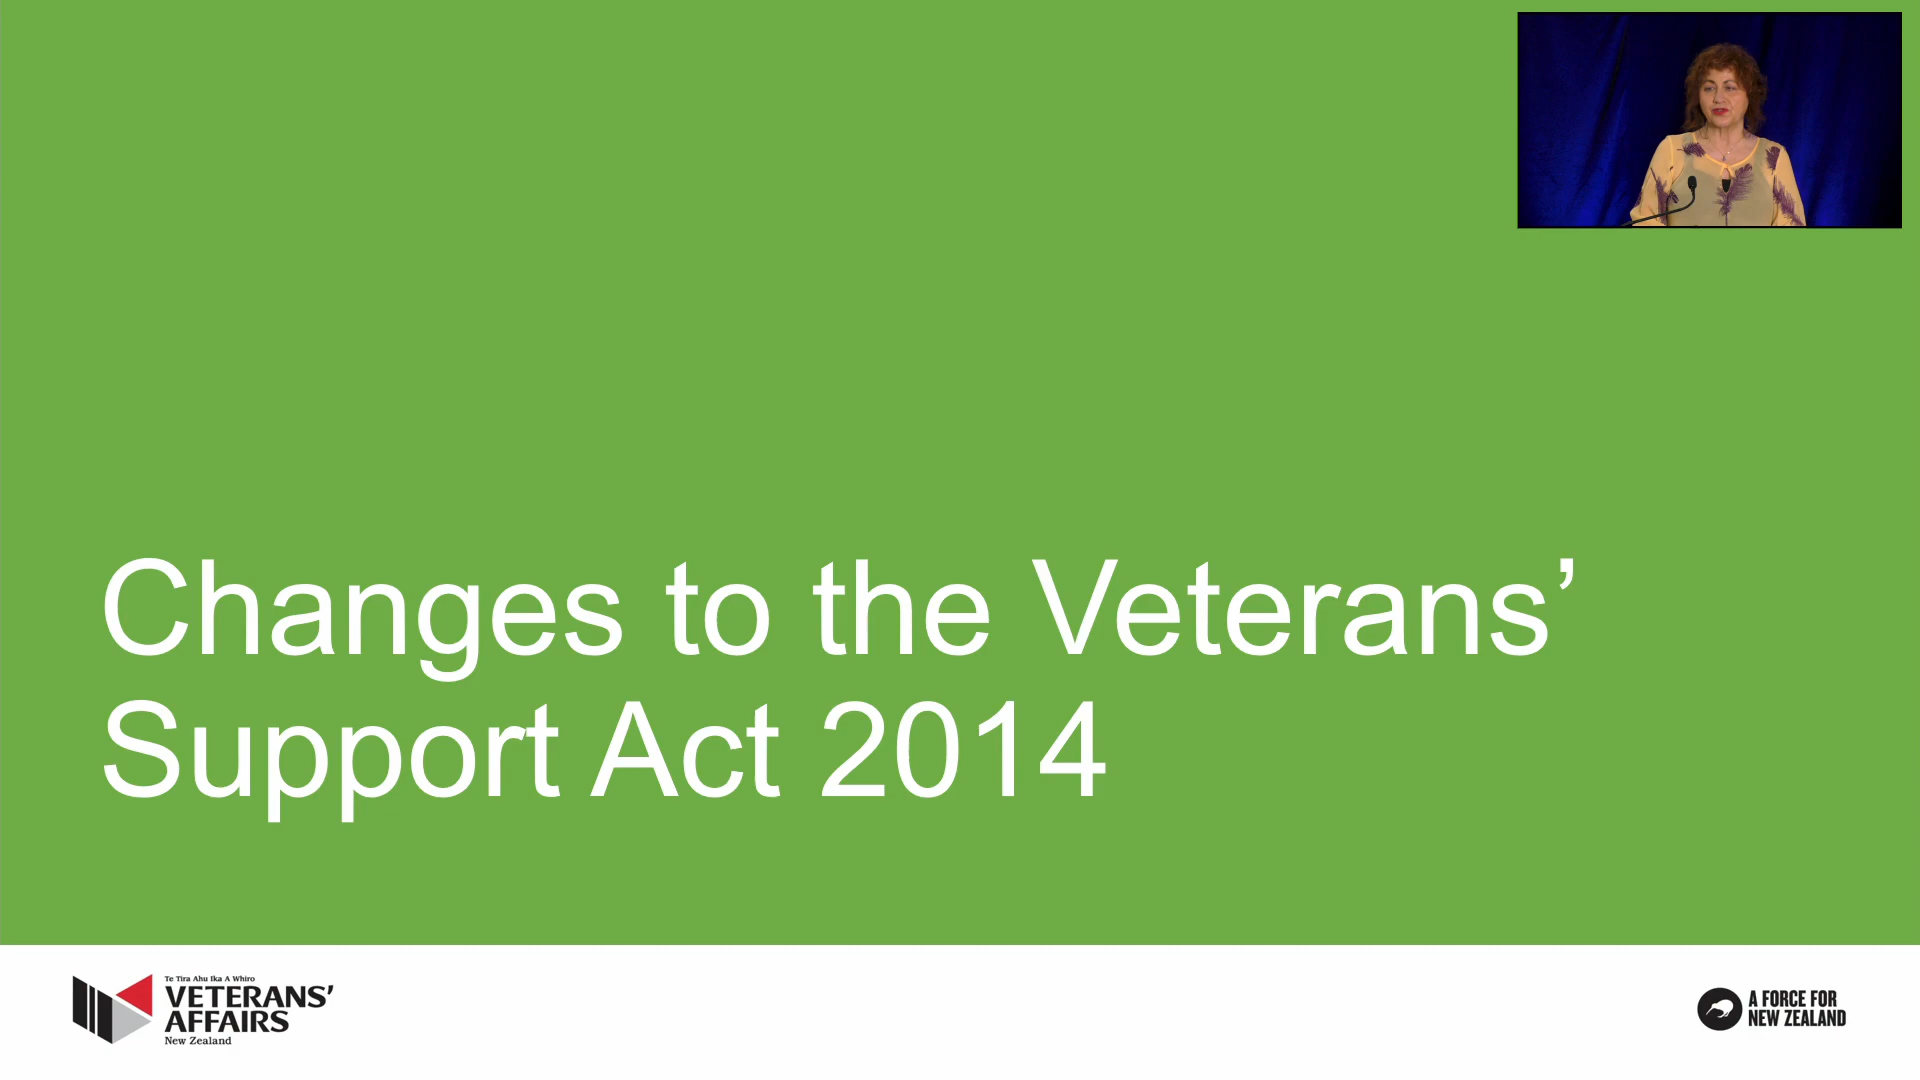 Changes to the Veterans’
Support Act 2014
Te Tira Ahu Ika A Whiro
VETERANS’
AFFAIRS
New Zealand
A FORCE FOR
NEW ZEALAND